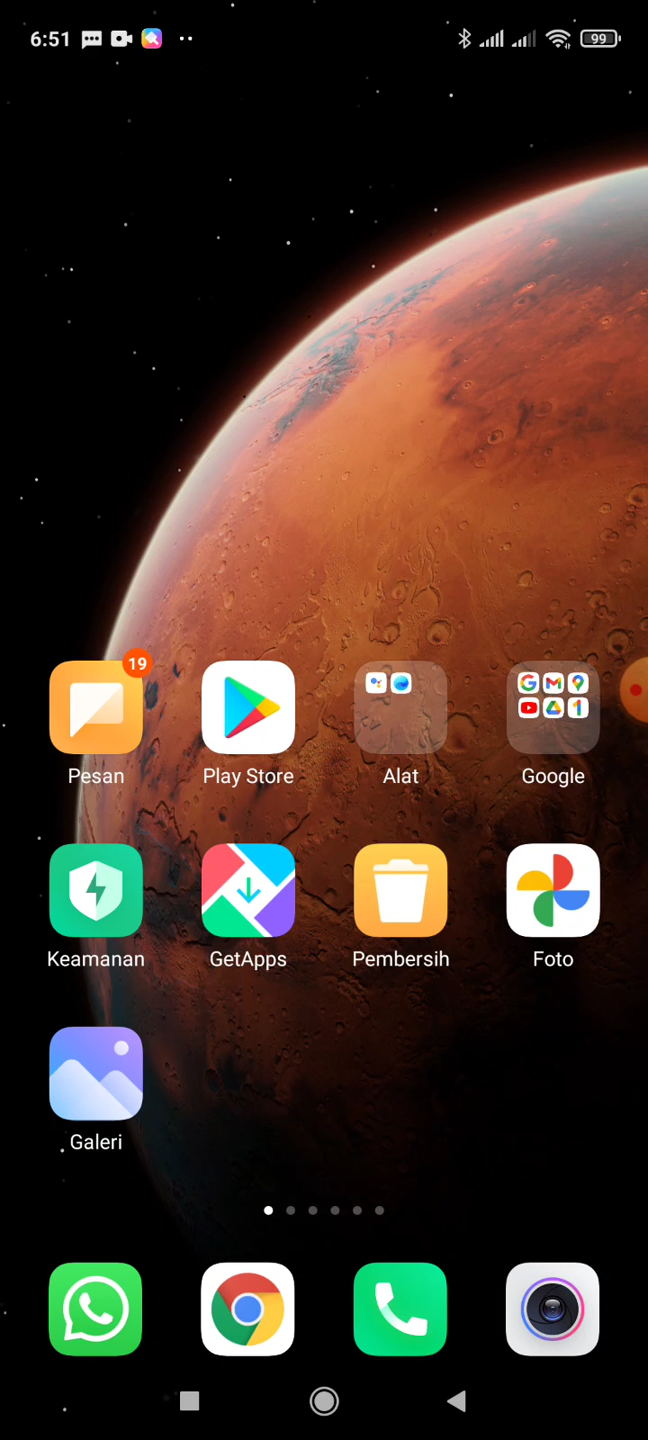 6:51
99
19
Pesan
Play Store
Alat
Google
Keamanan
GetApps
Pembersih
Foto
Galeri